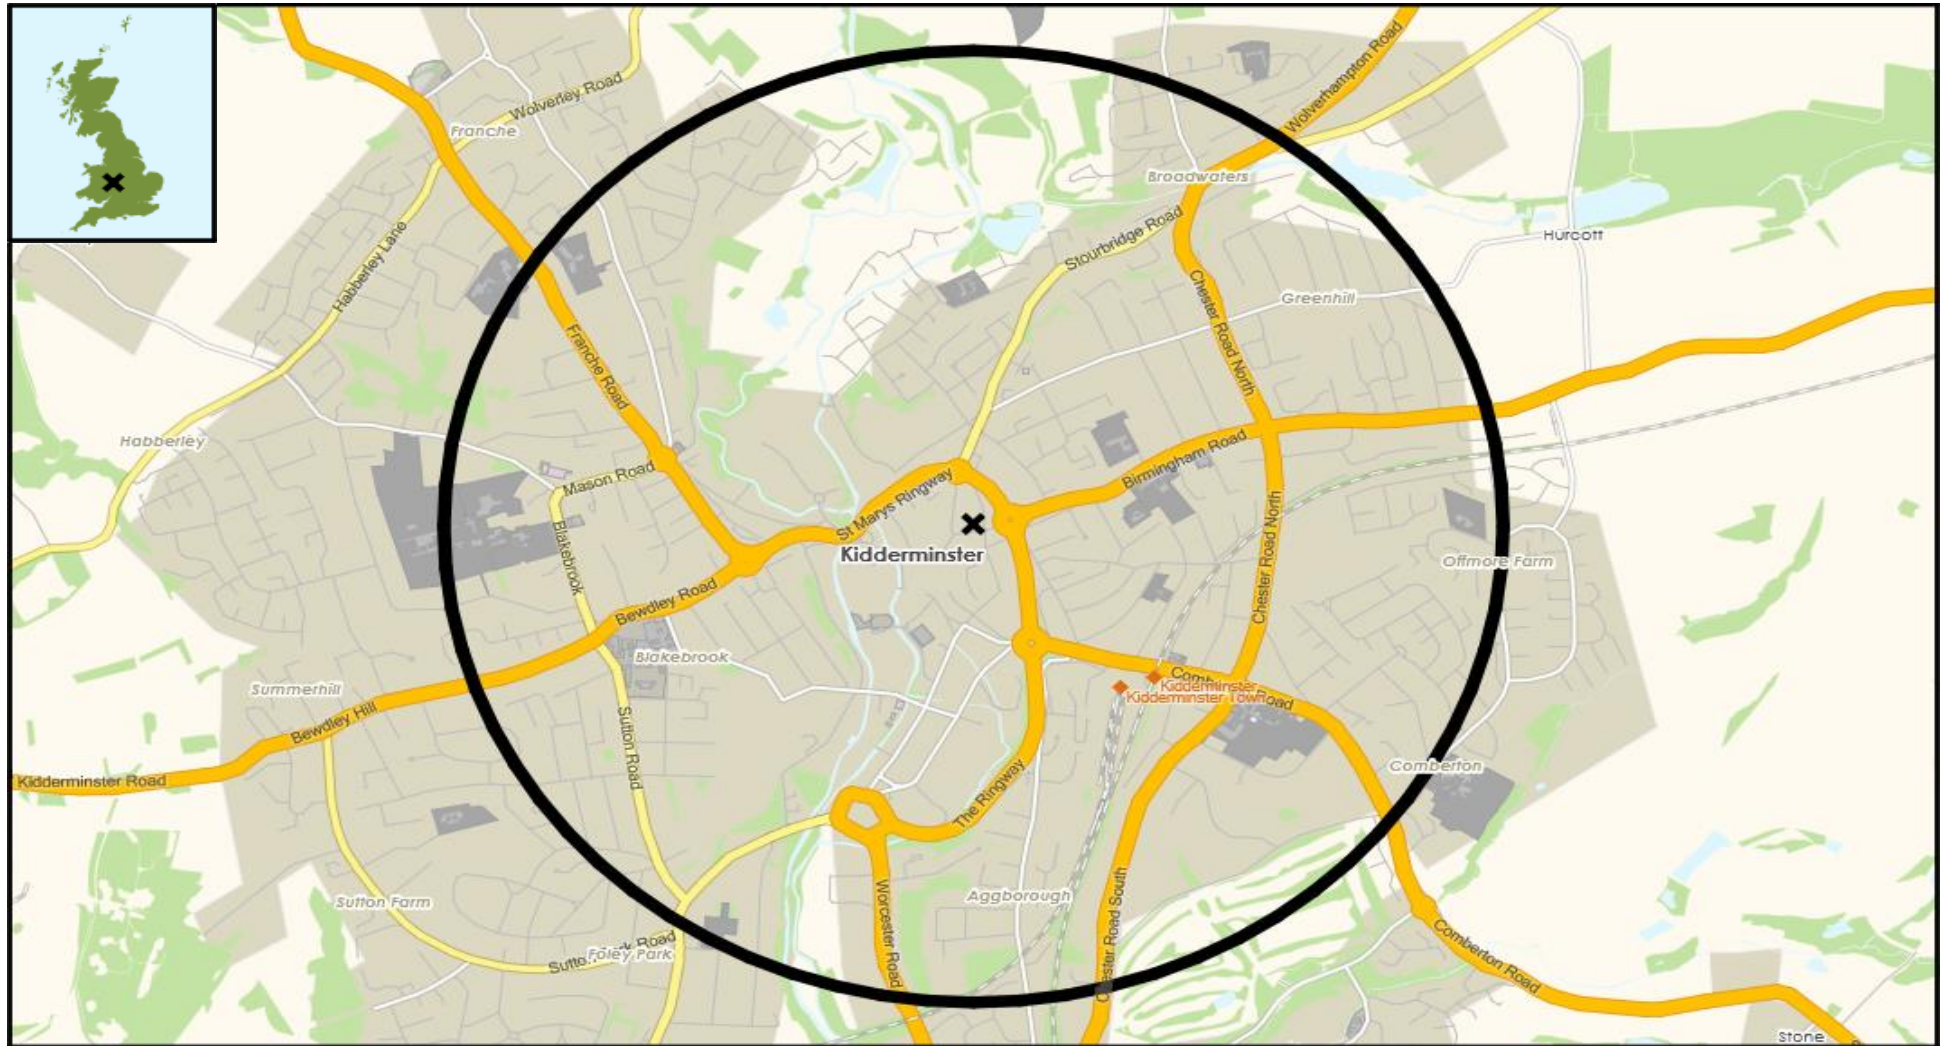 Wolverley Road
Wolverhampton Road
Franche
Broadwaters
Stourbridge Road
Hurcott
Habberley Lane
Greenhill
Chester Road North
Franche Road
Habberley
Birmingham Road
Mason Road
St Marys Ringway
Kidderminster
Blakebrook
Chester Road North
Offmore Farm
Bewdley Road
Blakebrook
Summerhill
Kidderminster
Kidderminster Town
Road
Bewdley Hill
Sutton Road
Comberton
Kidderminster Road
The Ringway
Aggborough
Sutton Farm
Worcester Road
Chester Road South
Road
Foley Park
Comberton Road
Stone